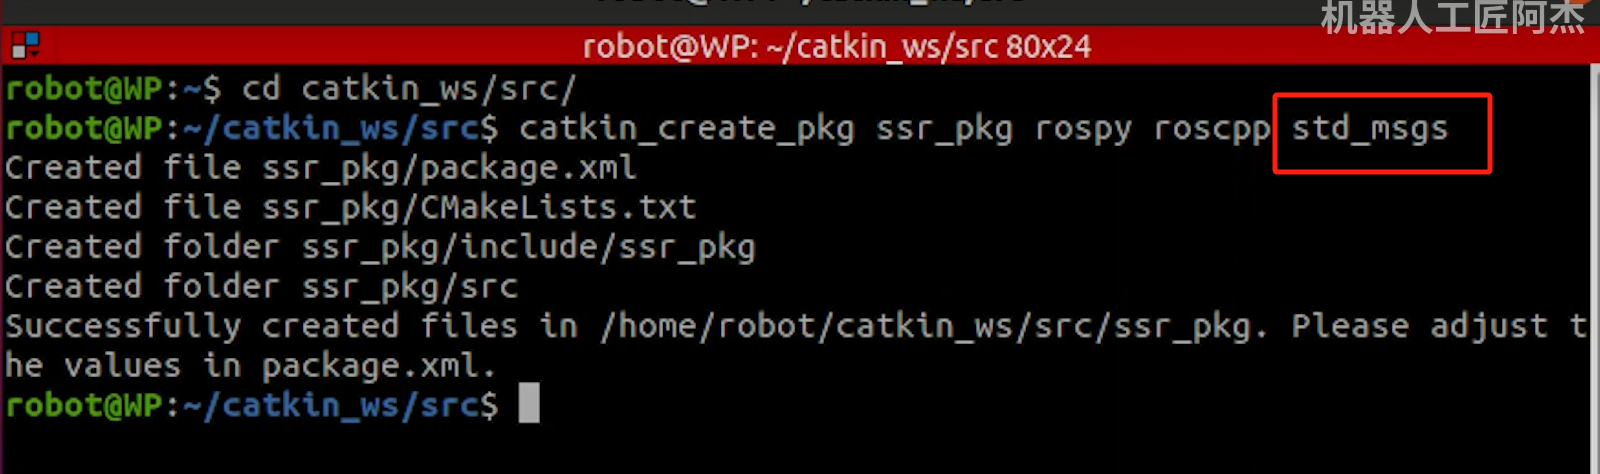 机器人工匠阿杰
robot@WP: ~/catkin_ws/src 80x24
robot@WP:~$ cd catkin_ws/src/
robot@WP:~/catkin_ws/src$ catkin_create_pkg ssr_pkg rospy roscpp std_msgs
Created file ssr_pkg/package.xml
Created file ssr_pkg/CMakeLists.txt
Created folder ssr_pkg/include/ssr_pkg
Created folder ssr_pkg/src
Successfully created files in /home/robot/catkin_ws/src/ssr_pkg. Please adjust t
he values in package.xml.
robot@WP:~/catkin_ws/src$